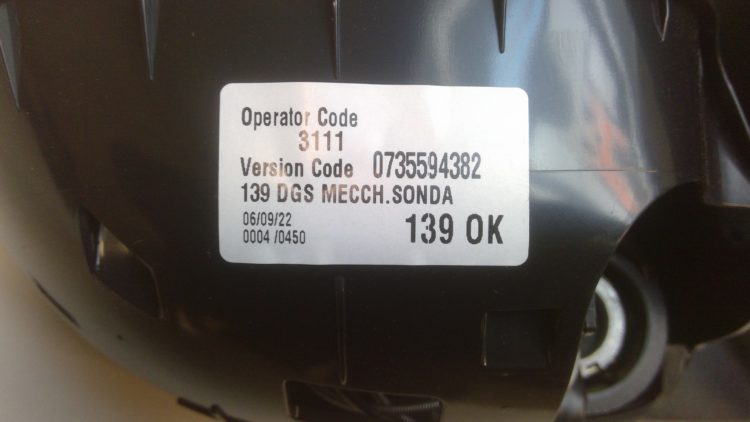 Operator Code
3111
Version Code 0735594382
139 DGS MECCH.SONDA
06/09/22
0004 /0450
139 OK